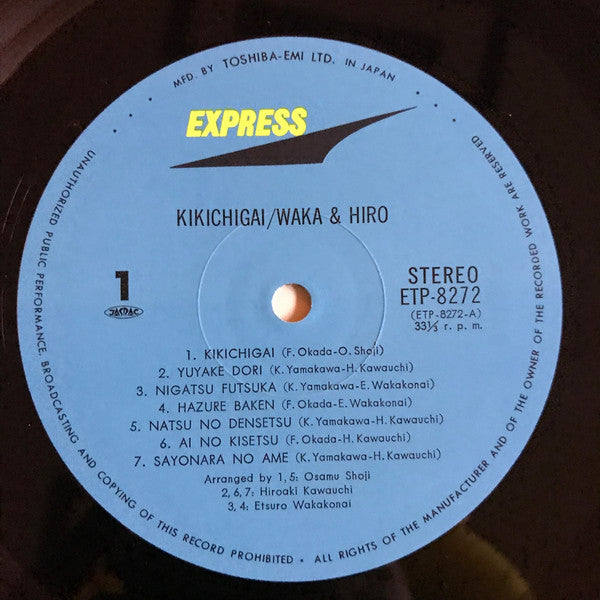 MFD. BY TOSHIBA-EMI LTD. IN JAPAN
EXPRESS
KIKICHIGAI/WAKA & HIRO
1
JASRAC
STEREO
ETP-8272
(ETP-8272-A)
33⅓ r. p. m.
1. KIKICHIGAI (F. Okada-O. Shoji)
2. YUYAKE DORI (K. Yamakawa-H. Kawauchi)
3. NIGATSU FUTSUKA (K. Yamakawa-E. Wakakonai)
4. HAZURE BAKEN (F. Okada-E. Wakakonai)
5. NATSU NO DENSETSU (K. Yamakawa-H. Kawauchi)
6. AI NO KISETSU (F. Okada-H. Kawauchi)
7. SAYONARA NO AME (K. Yamakawa-H. Kawauchi)
Arranged by 1, 5: Osamu Shoji
2, 6, 7: Hiroaki Kawauchi
3, 4: Etsuro Wakakonai
UNAUTHORIZED PUBLIC PERFORMANCE, BROADCASTING AND COPYING OF THIS RECORD PROHIBITED • ALL RIGHTS OF THE MANUFACTURER AND OF THE OWNER OF THE RECORDED WORK ARE RESERVED